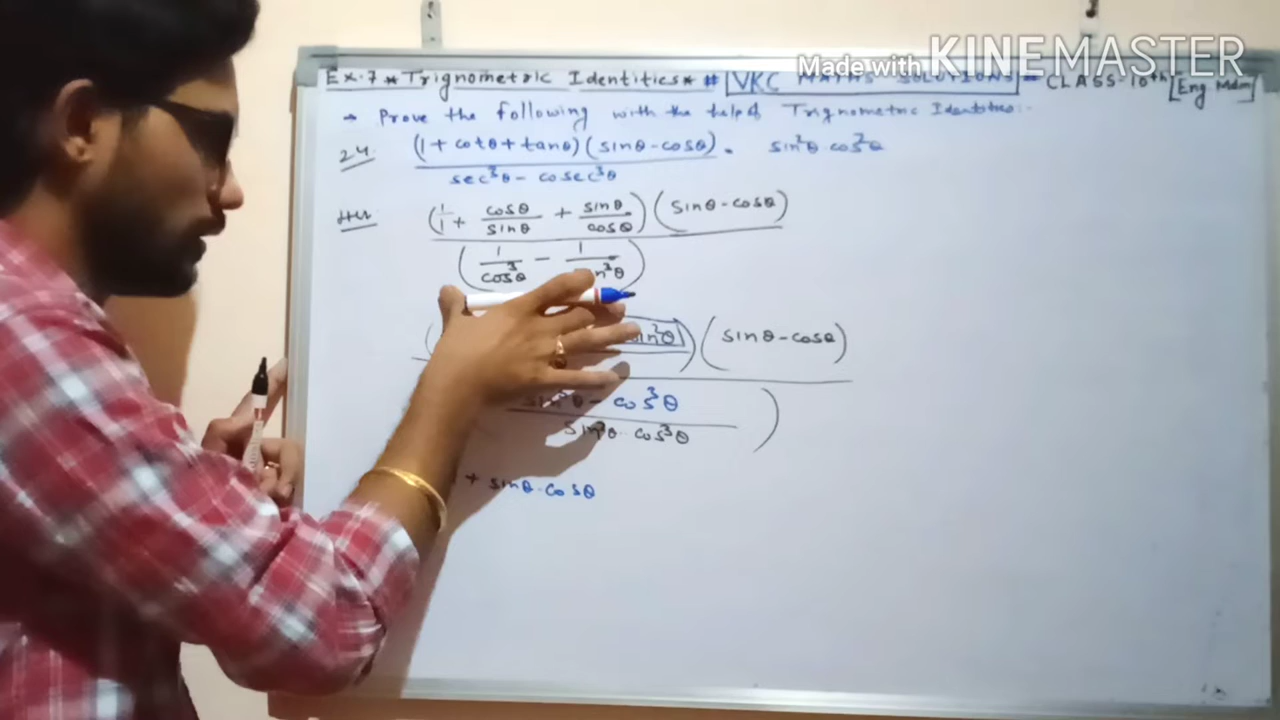 Made with KINEMASTER
Ex.7 * Trignometric Identities * # VKC MATHS SOLUTIONS # CLASS-10th [Eng Mdm]
→ Prove the following with the help of Trignometric Identities:-
24. (1 + cotθ + tanθ)(sinθ - cosθ) = sin²θ cos²θ
sec³θ - cosec³θ
(1/1 + cosθ/sinθ + sinθ/cosθ)(sinθ - cosθ)
(1/cos³θ - 1/sin³θ)
sin²θ) (sinθ - cosθ)
sin³θ - cos³θ
sin³θ cos³θ )
+ sinθ.cosθ